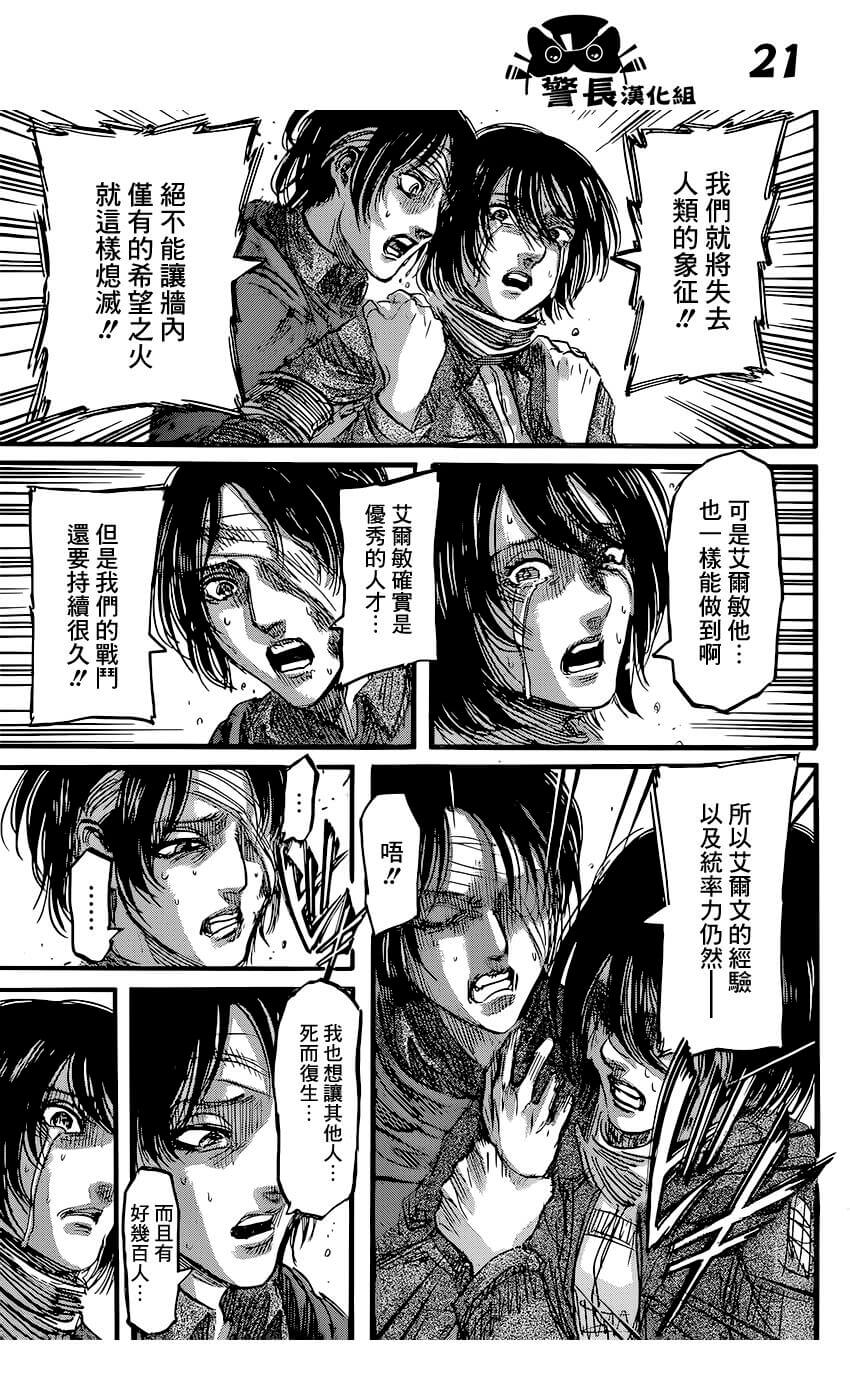 警長漢化組
21
我們就將失去
人類的象征!!
絕不能讓牆內
僅有的希望之火
就這樣熄滅!!
可是艾爾敏他…
也一樣能做到啊
艾爾敏確實是
優秀的人才…
但是我們的戰鬥
還要持續很久!!
所以艾爾文的經驗
以及統率力仍然——
唔!!
…
……
我也想讓其他人…
死而復生…
而且有
好幾百人…